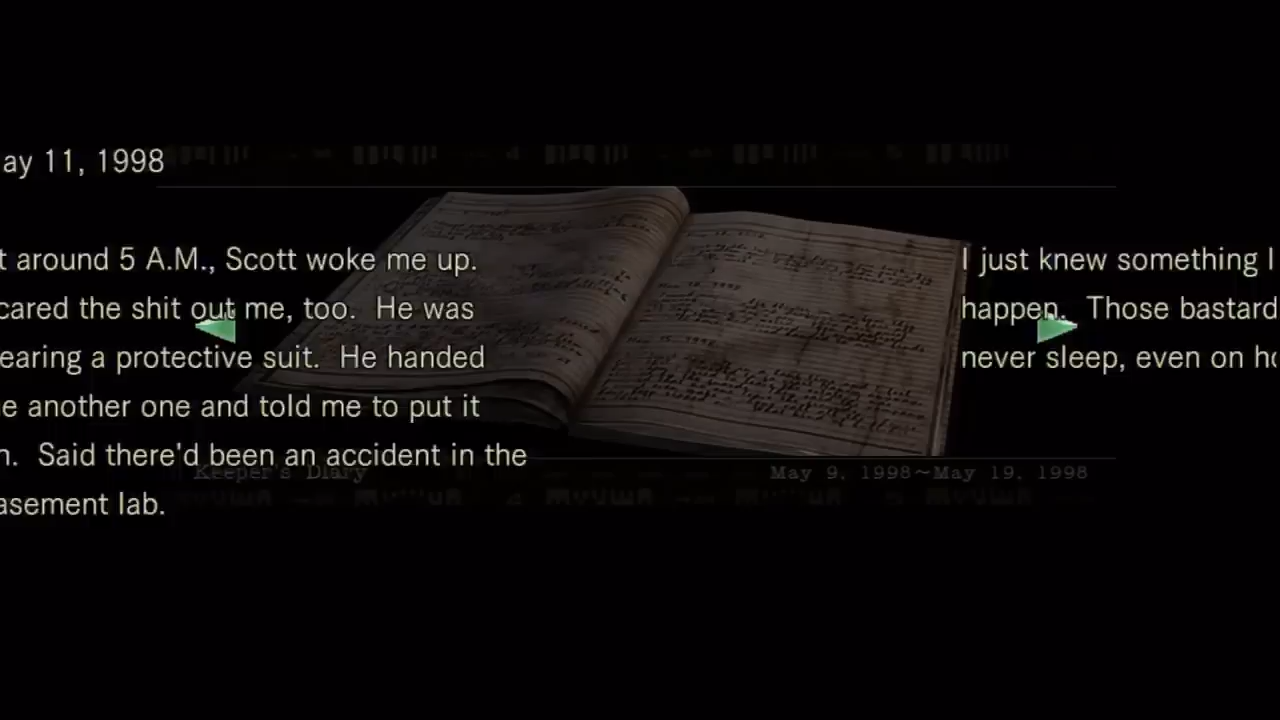 ay 11, 1998
t around 5 A.M., Scott woke me up.
cared the shit out me, too.  He was
earing a protective suit.  He handed
e another one and told me to put it
n.  Said there'd been an accident in the
asement lab.
I just knew something l
happen.  Those bastard
never sleep, even on ho
Keeper's Diary
May 9, 1998~May 19, 1998